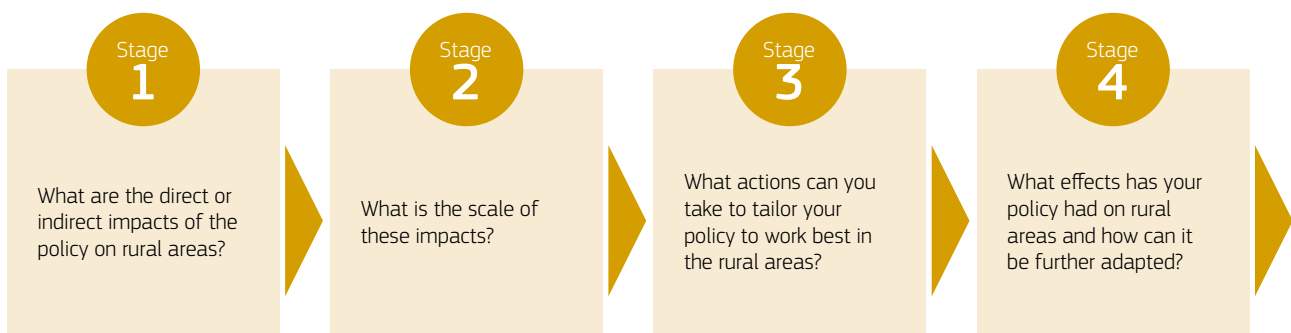 Stage
1
What are the direct or
indirect impacts of the
policy on rural areas?
Stage
2
What is the scale of
these impacts?
Stage
3
What actions can you
take to tailor your
policy to work best in
the rural areas?
Stage
4
What effects has your
policy had on rural
areas and how can it
be further adapted?